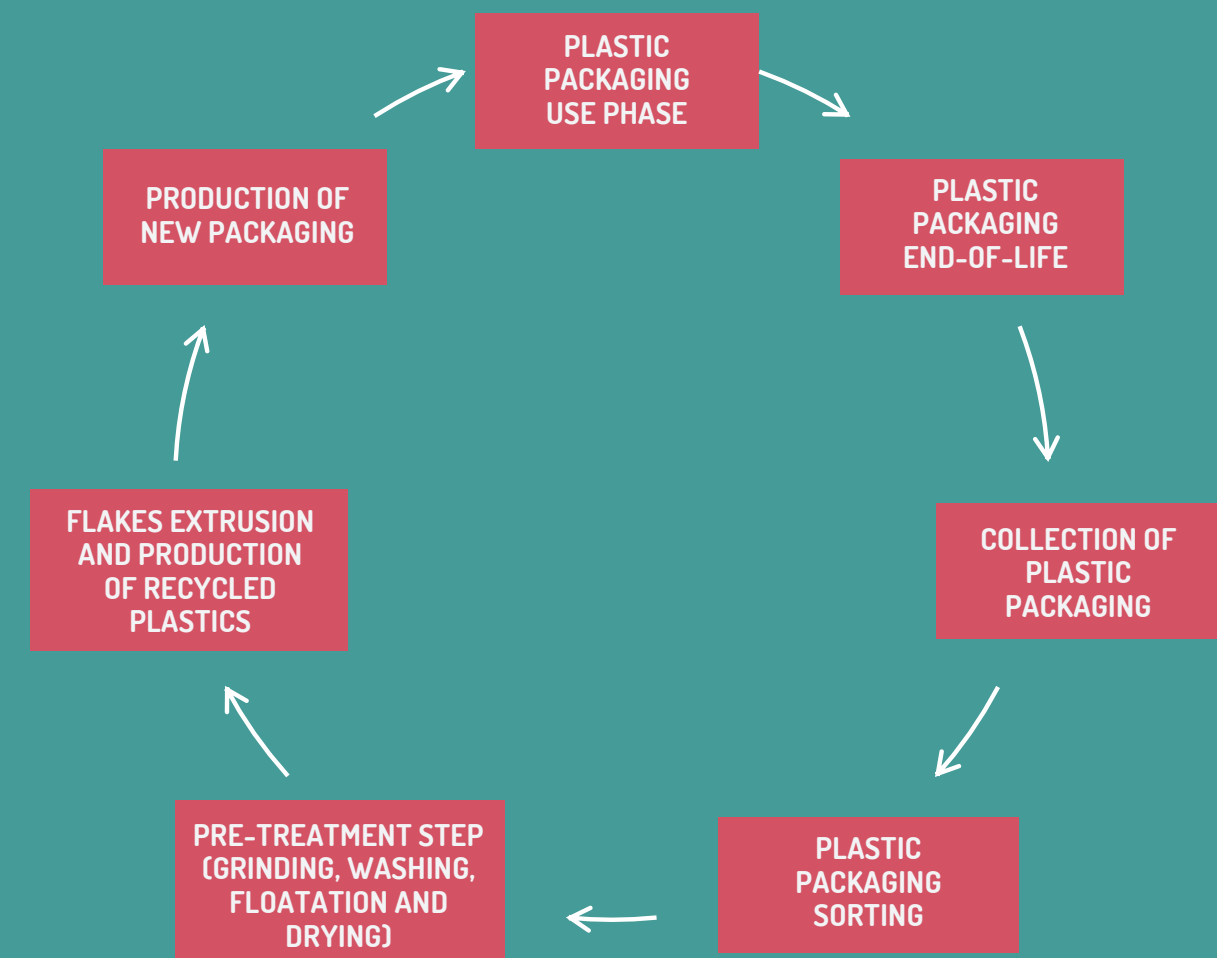 PLASTIC
PACKAGING
USE PHASE
PLASTIC
PACKAGING
END-OF-LIFE
COLLECTION OF
PLASTIC
PACKAGING
PLASTIC
PACKAGING
SORTING
PRE-TREATMENT STEP
(GRINDING, WASHING,
FLOATATION AND
DRYING)
FLAKES EXTRUSION
AND PRODUCTION
OF RECYCLED
PLASTICS
PRODUCTION OF
NEW PACKAGING